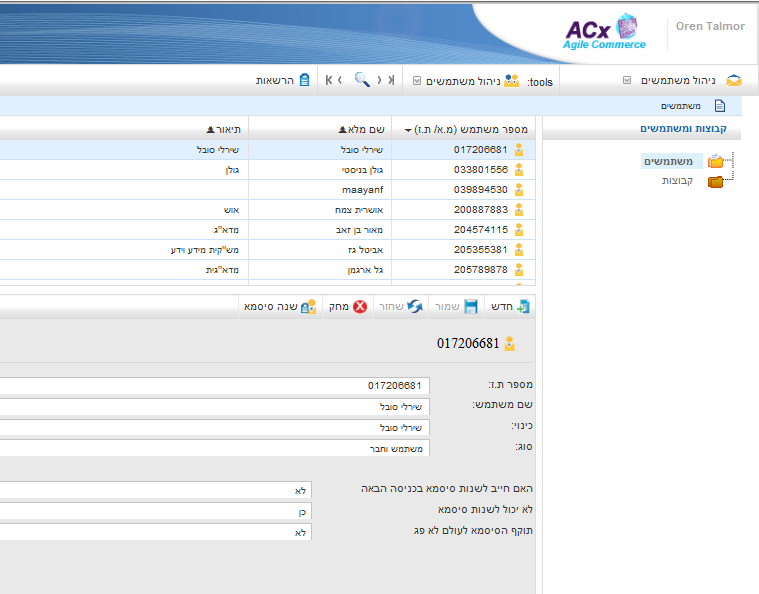 Oren Talmor
ACx
Agile Commerce
ניהול משתמשים
tools: ניהול משתמשים
הרשאות
משתמשים
קבוצות ומשתמשים
משתמשים
קבוצות
מספר משתמש (מ.א/ ת.ז) שם מלא תיאור
017206681 שירלי סובל שירלי סובל
033801556 גולן בניסטי גולן
039894530 maayanf
200887883 אושרית צמח אוש
204574115 מאור בן זאב מדא"ג
205355381 אביטל גז מש"קית מידע וידע
205789878 גל ארגמן מדא"גית
חדש שמור שחזר מחק שנה סיסמא
017206681
מספר ת.ז: 017206681
שם משתמש: שירלי סובל
כינוי: שירלי סובל
סוג: משתמש וחבר
האם חייב לשנות סיסמא בכניסה הבאה לא
לא יכול לשנות סיסמא כן
תוקף הסיסמא לעולם לא פג לא